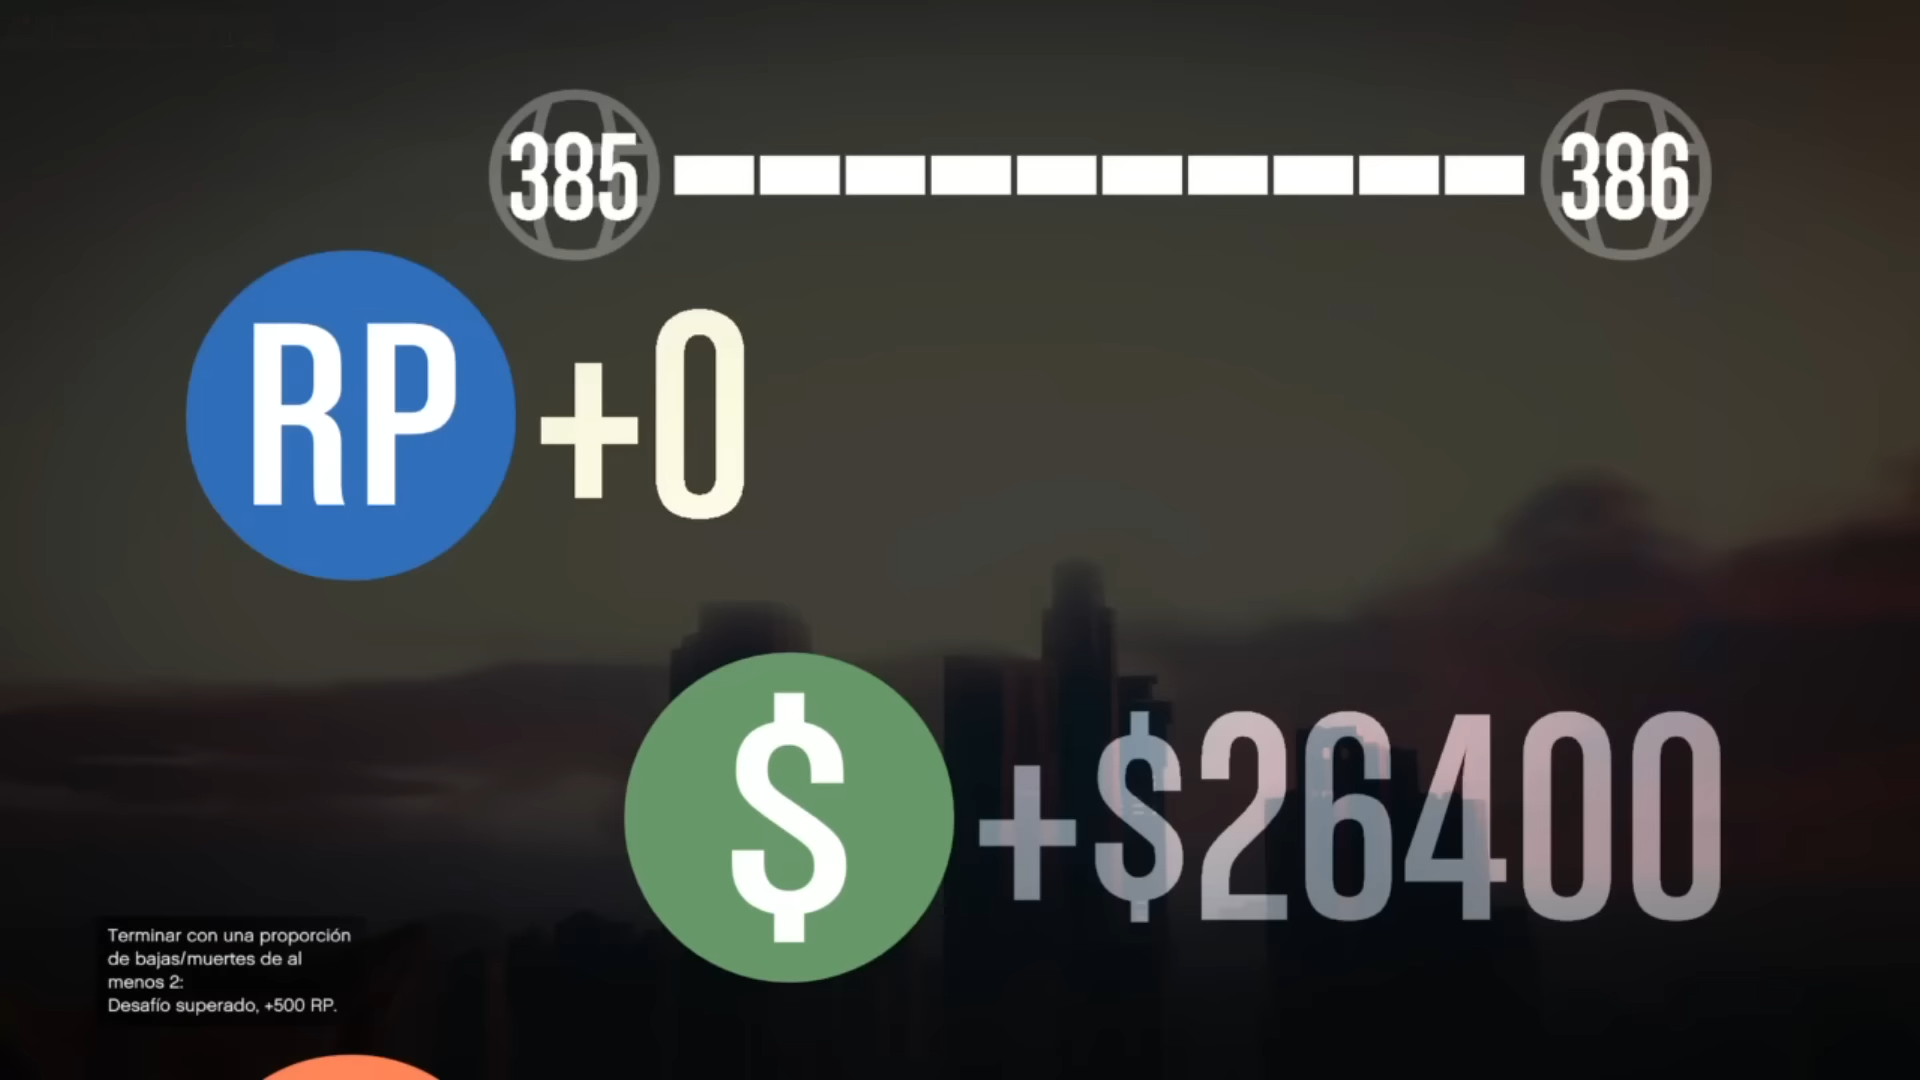 385
386
RP +0
$ +$26400
Terminar con una proporción
de bajas/muertes de al
menos 2:
Desafío superado, +500 RP.